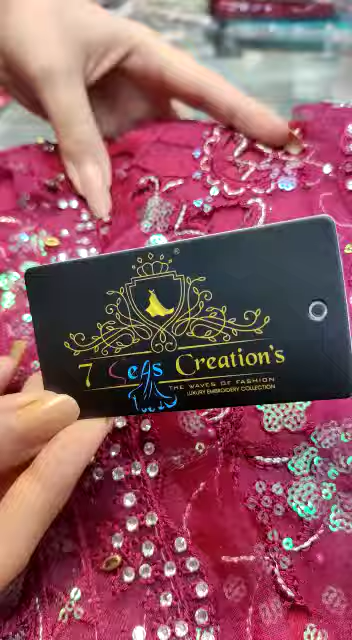 7 SeAs Creation's
THE WAVES OF FASHION
LUXURY EMBROIDERY COLLECTION